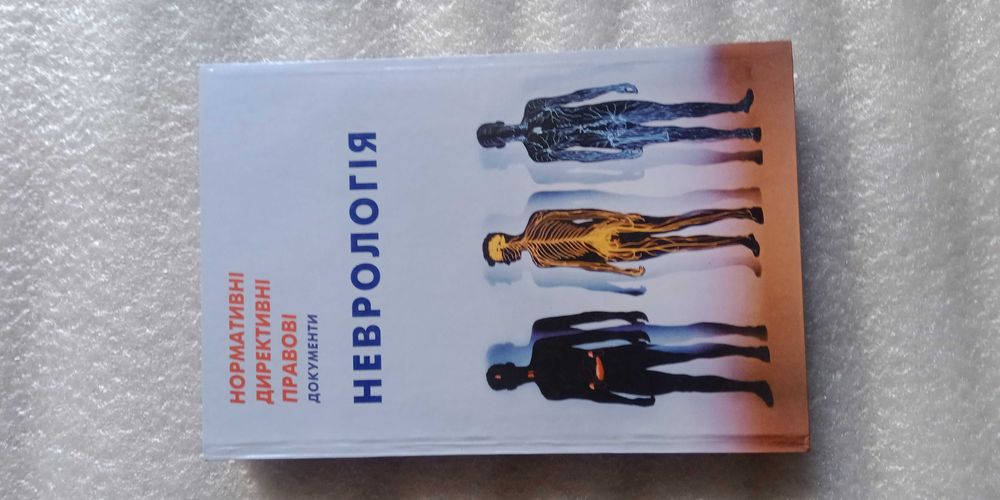 НОРМАТИВНІ
ДИРЕКТИВНІ
ПРАВОВІ
ДОКУМЕНТИ
НЕВРОЛОГІЯ